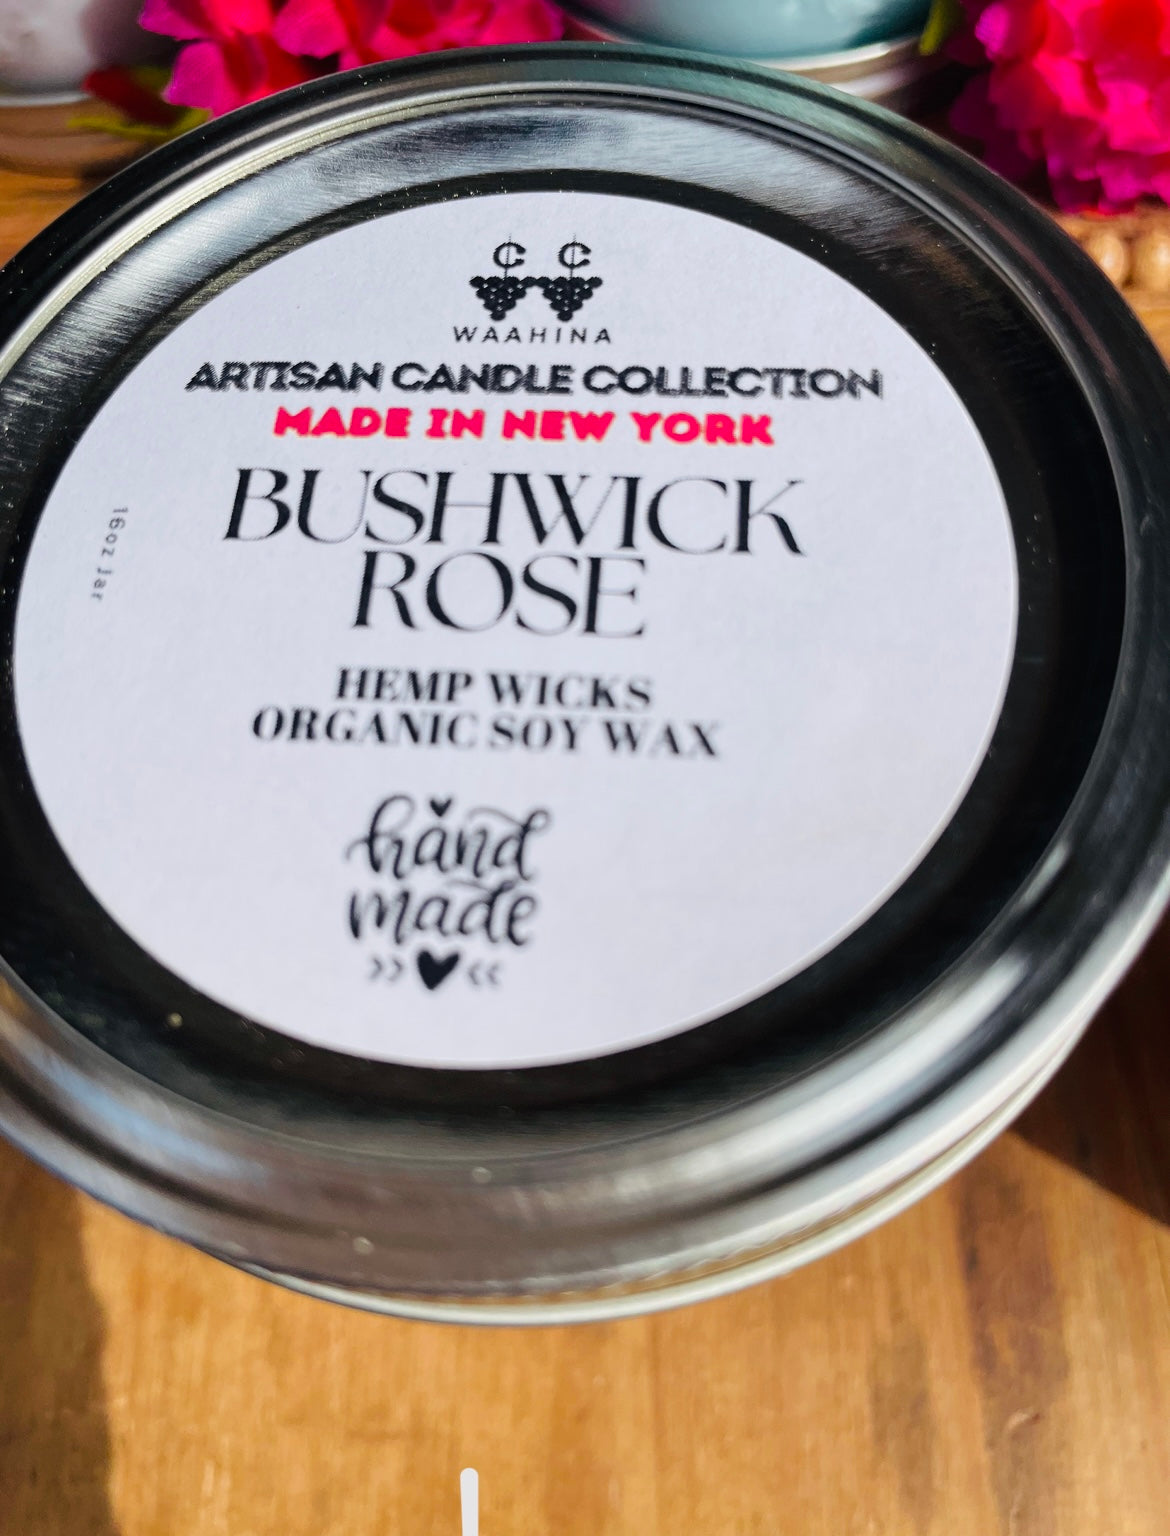 C C
WAAHINA
ARTISAN CANDLE COLLECTION
MADE IN NEW YORK
BUSHWICK
ROSE
16oz Jar
HEMP WICKS
ORGANIC SOY WAX
hand
made